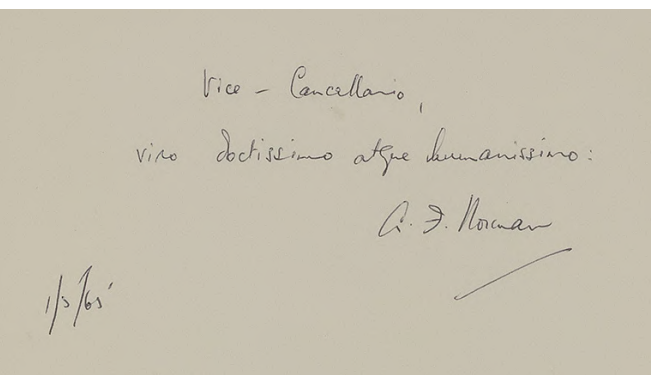 Vice - Cancellario,
viro doctissimo atque humanissimo:
A. F. Norman
1/3/65